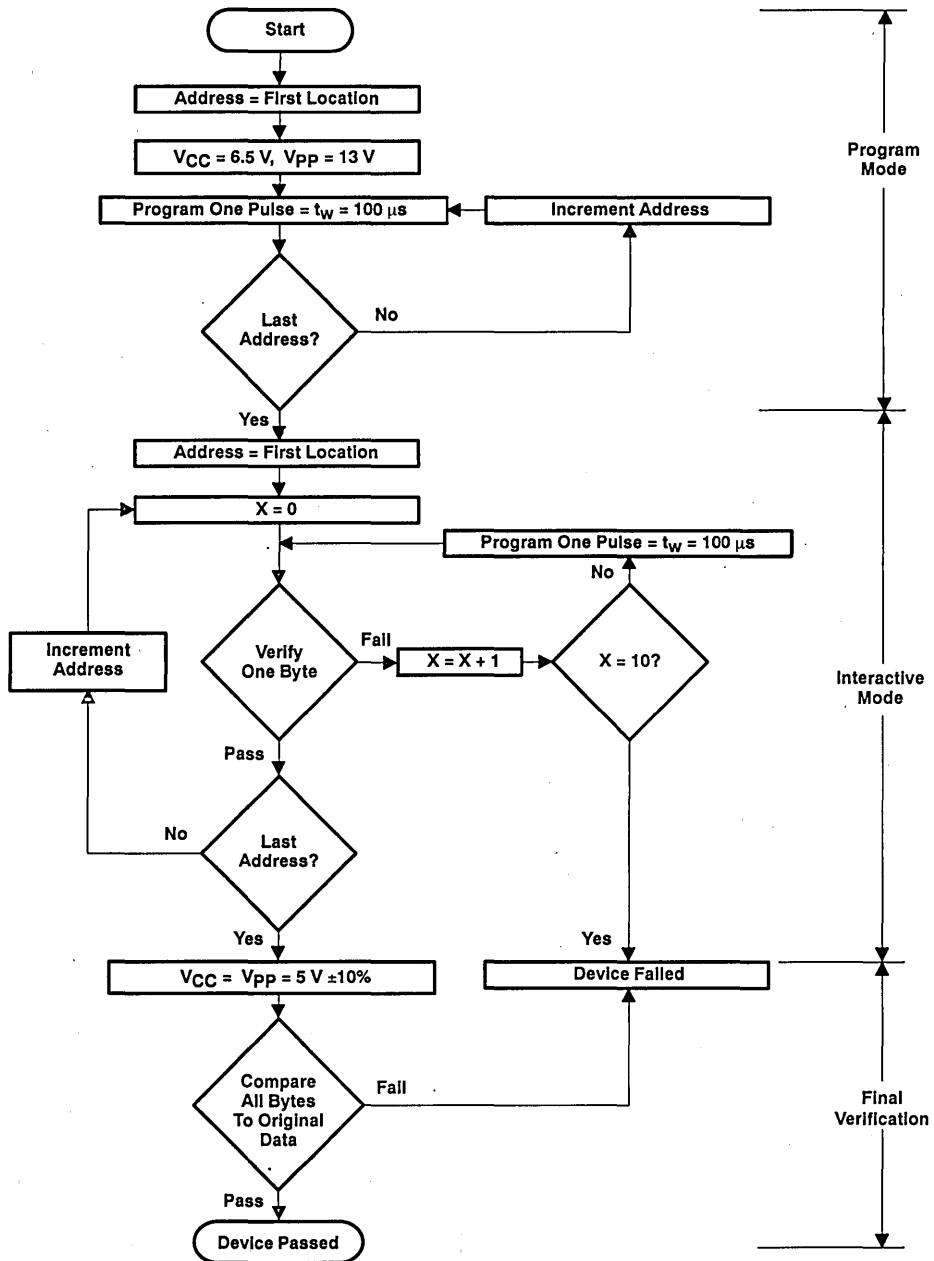 Start
Address = First Location
VCC = 6.5 V, VPP = 13 V
Program One Pulse = tw = 100 μs
Increment Address
Last
Address?
No
Yes
Program
Mode
Address = First Location
X = 0
Program One Pulse = tw = 100 μs
No
Increment
Address
Verify
One Byte
Fail
X = X + 1
X = 10?
Interactive
Mode
Pass
No
Last
Address?
Yes
Yes
VCC = VPP = 5 V ±10%
Device Failed
Compare
All Bytes
To Original
Data
Fail
Final
Verification
Pass
Device Passed